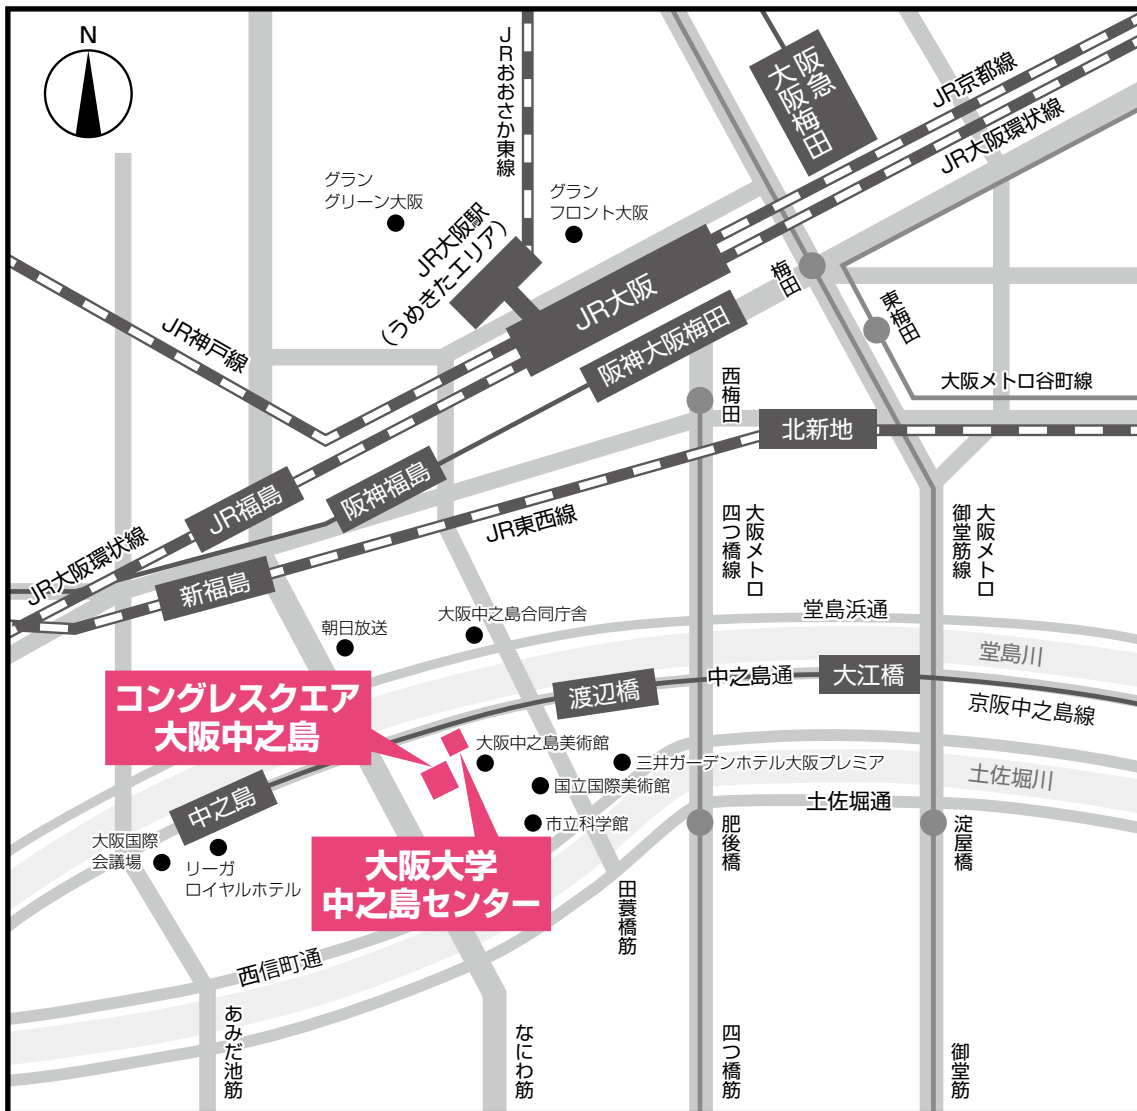 N
JRおおさか東線
阪急
大阪梅田
JR京都線
JR大阪環状線
グラン
グリーン大阪
グラン
フロント大阪
JR大阪駅
(うめきたエリア)
JR大阪
梅田
東梅田
JR神戸線
阪神大阪梅田
大阪メトロ谷町線
西梅田
北新地
JR福島
阪神福島
JR東西線
大阪メトロ
四つ橋線
大阪メトロ
御堂筋線
JR大阪環状線
新福島
朝日放送
大阪中之島合同庁舎
堂島浜通
堂島川
コングレスクエア
大阪中之島
渡辺橋
中之島通
大江橋
京阪中之島線
大阪中之島美術館
三井ガーデンホテル大阪プレミア
国立国際美術館
土佐堀川
中之島
市立科学館
土佐堀通
大阪国際
会議場
リーガ
ロイヤルホテル
肥後橋
淀屋橋
大阪大学
中之島センター
田蓑橋筋
西信町通
あみだ池筋
なにわ筋
四つ橋筋
御堂筋